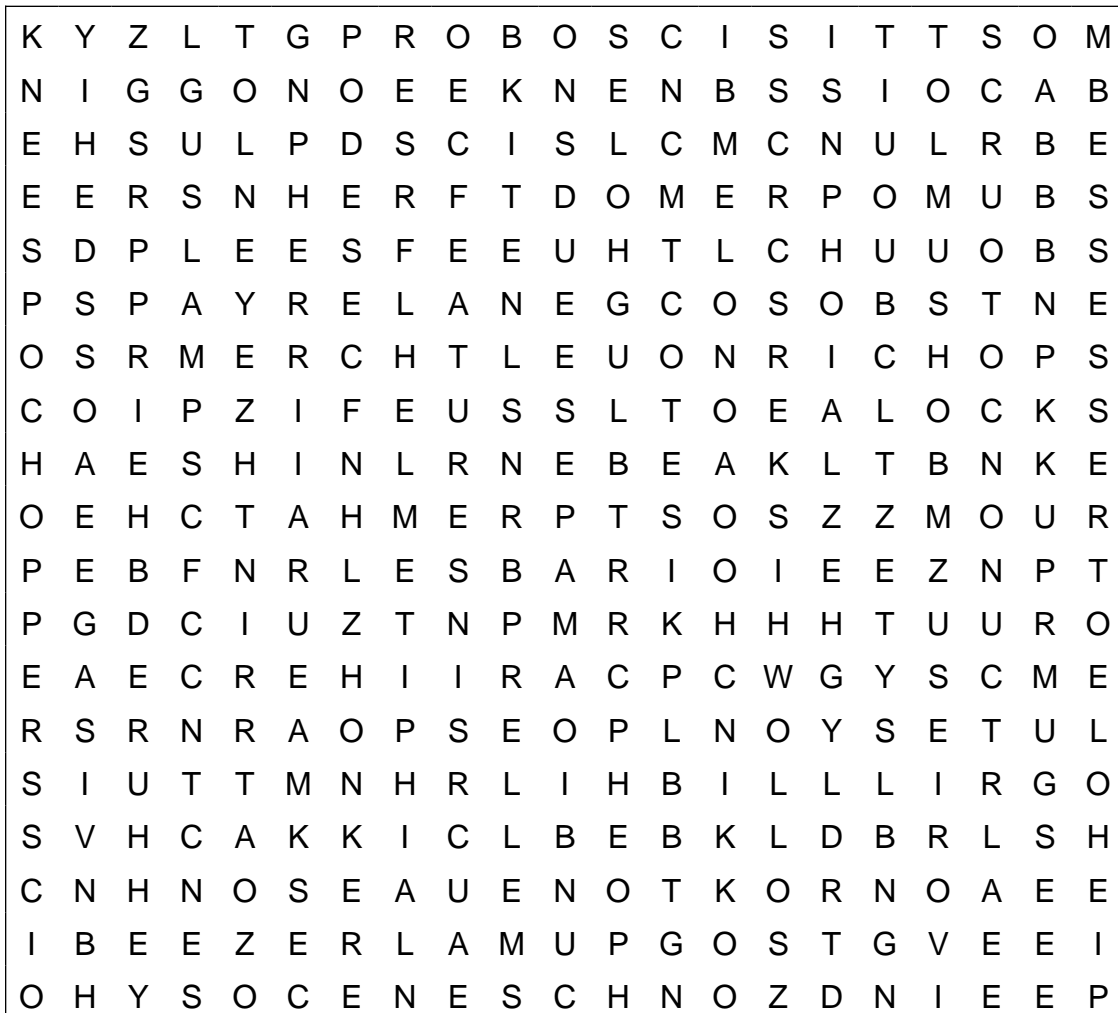 K Y Z L T G P R O B O S C I S I T T S O M
N I G G O N O E E K N E N B S S I O C A B
E H S U L P D S C I S L C M C N U L R B E
E E R S N H E R F T D O M E R P O M U B S
S D P L E E S F E E U H T L C H U U O B S
P S P A Y R E L A N E G C O S O B S T N E
O S R M E R C H T L E U O N R I C H O P S
C O I P Z I F E U S S L T O E A L O C K S
H A E S H I N L R N E B E A K L T B N K E
O E H C T A H M E R P T S O S Z Z M O U R
P E B F N R L E S B A R I O I E E Z N P T
P G D C I U Z T N P M R K H H H T U U R O
E A E C R E H I I R A C P C W G Y S C M E
R S R N R A O P S E O P L N O Y S E T U L
S I U T T M N H R L I H B I L L L I R G O
S V H C A K K I C L B E B K L D B R L S H
C N H N O S E A U E N O T K O R N O A E E
I B E E Z E R L A M U P G O S T G V E E I
O H Y S O C E N E S C H N O Z D N I E E P